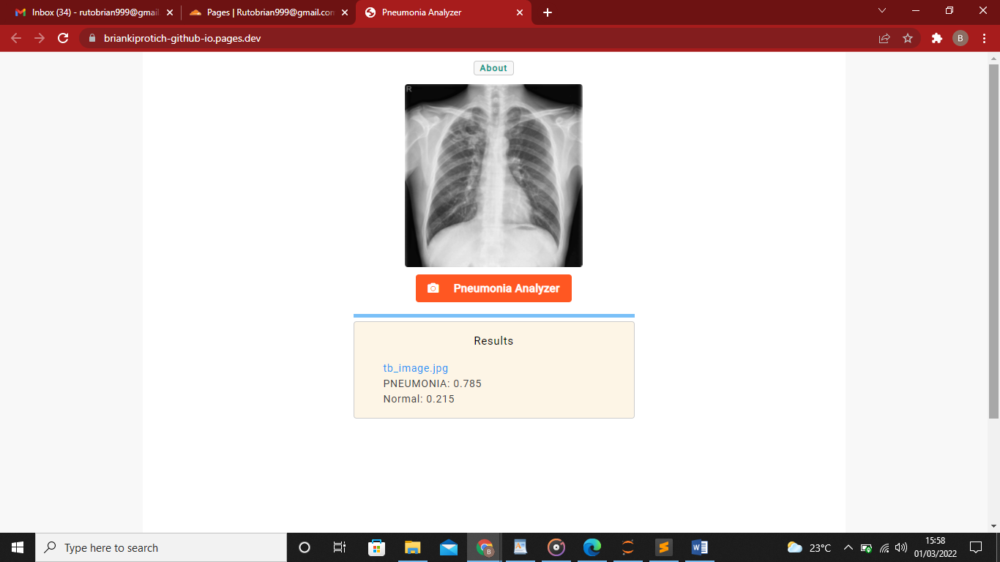 Inbox (34) - rutobrian999@gmail
Pages | Rutobrian999@gmail.con
Pneumonia Analyzer
briankiprotich-github-io.pages.dev
B
About
R
Pneumonia Analyzer
Results
tb_image.jpg
PNEUMONIA: 0.785
Normal: 0.215
Type here to search
B
W
23°C
15:58
01/03/2022